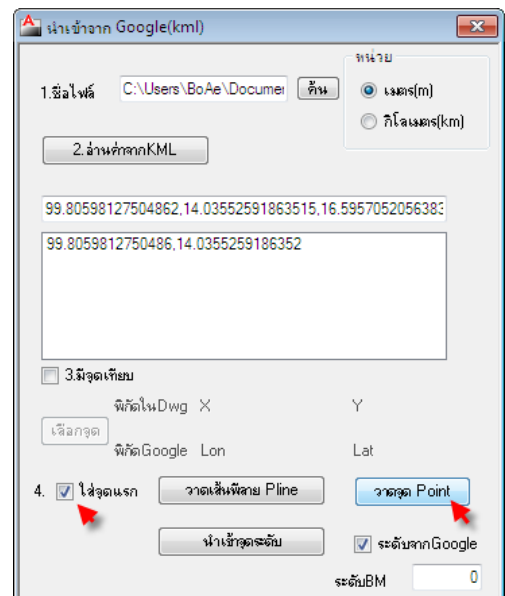 นำเข้าจาก Google(kml)
หน่วย
1.ชื่อไฟล์ C:\Users\BoAe\Documer ค้น
เมตร(m)
กิโลเมตร(km)
2.อ่านค่าจากKML
99.80598127504862,14.03552591863515,16.5957052056383
99.8059812750486,14.0355259186352
3.มีจุดเทียบ
พิกัดในDwg X Y
เลือกจุด
พิกัดGoogle Lon Lat
4. ใส่จุดแรก วาดเส้นพีลาย Pline วาดจุด Point
นำเข้าจุดระดับ ระดับจากGoogle
ระดับBM 0